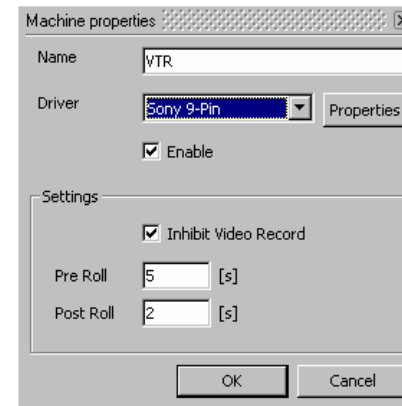 Machine properties
Name VTR
Driver Sony 9-Pin Properties
Enable
Settings
Inhibit Video Record
Pre Roll 5 [s]
Post Roll 2 [s]
OK Cancel